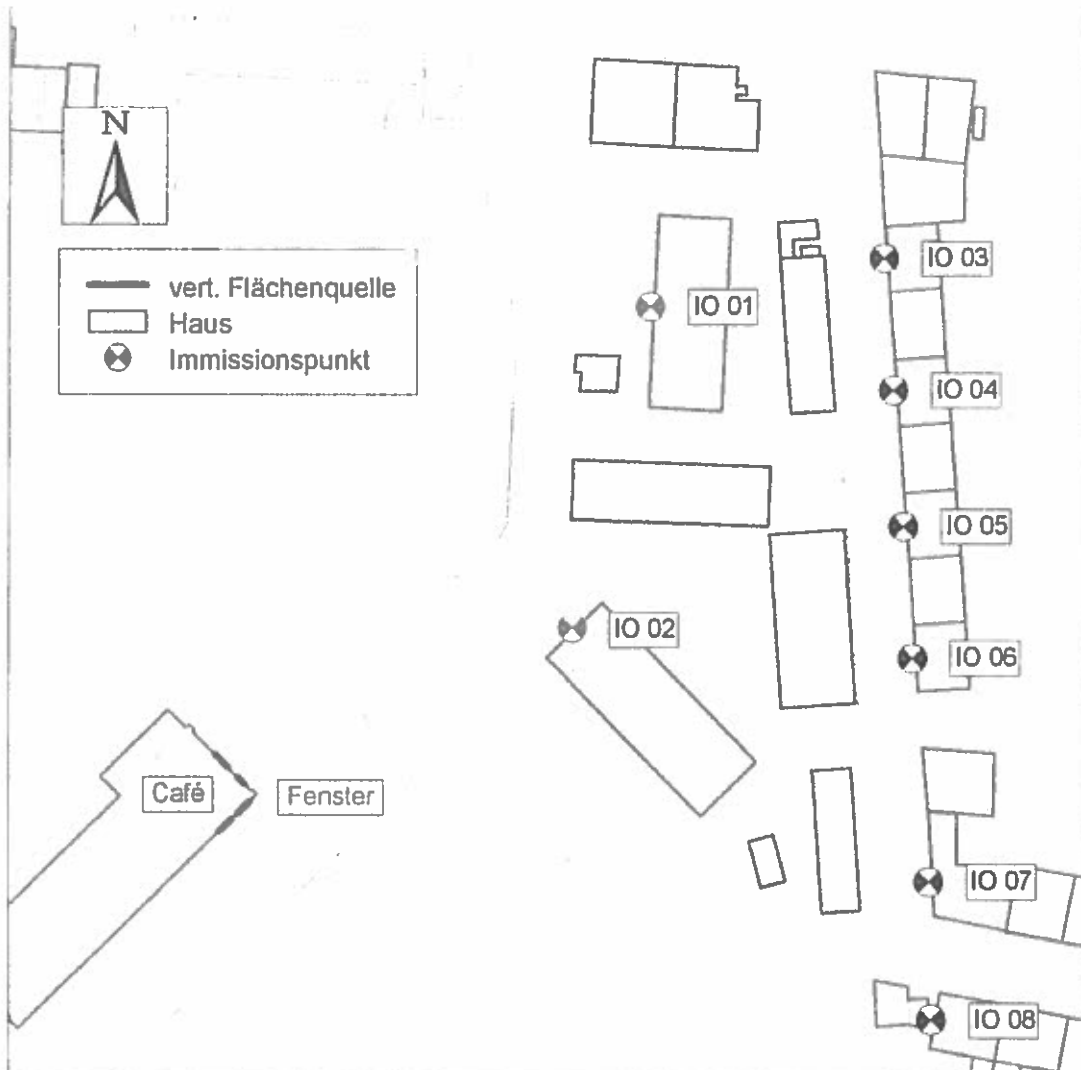 N
vert. Flächenquelle
Haus
Immissionspunkt
IO 03
IO 01
IO 04
IO 05
IO 02
IO 06
Café
Fenster
IO 07
IO 08